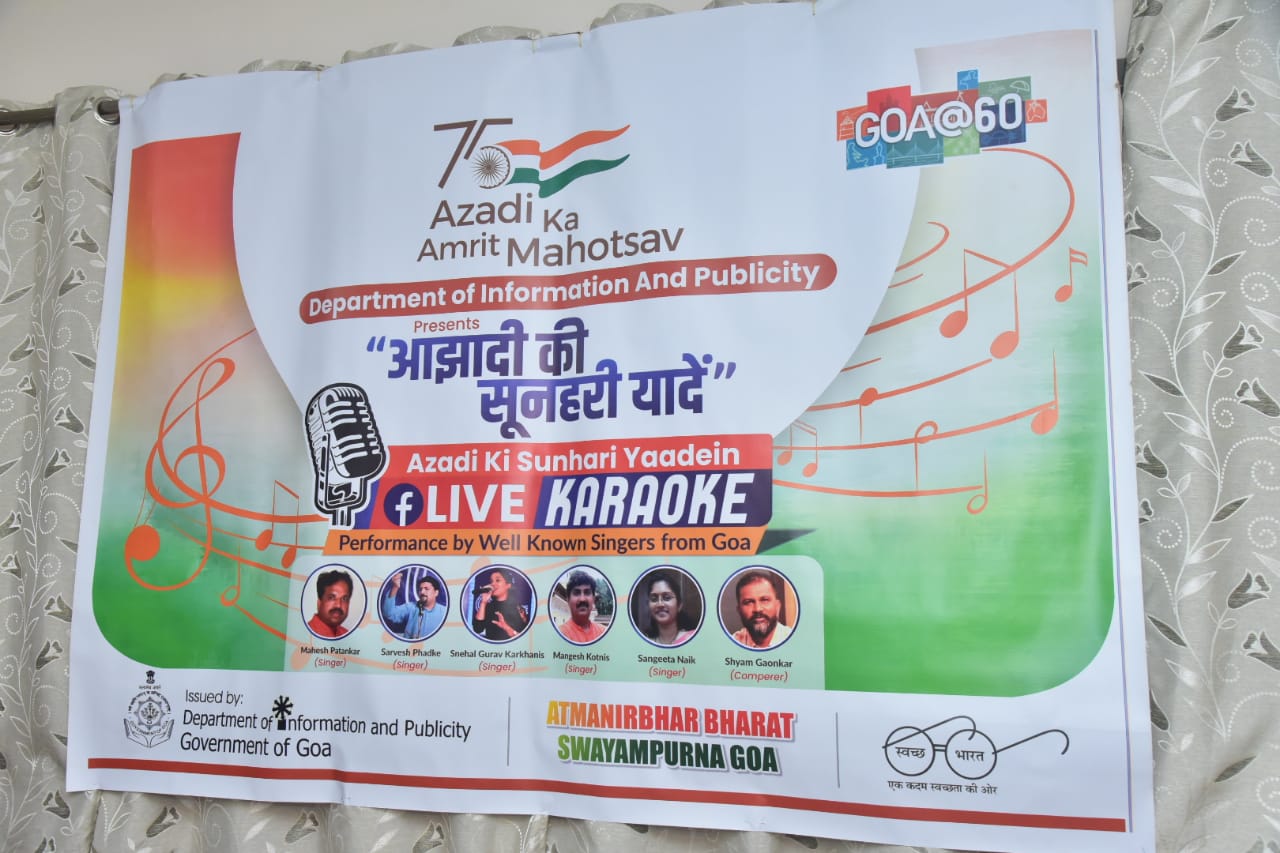 GOA@60
75
Azadi Ka
Amrit Mahotsav
Department of Information And Publicity
Presents
"आझादी की
सूनहरी यादें"
Azadi Ki Sunhari Yaadein
f LIVE KARAOKE
Performance by Well Known Singers from Goa
Mahesh Patankar
(Singer)
Sarvesh Phadke
(Singer)
Snehal Gurav Karkhanis
(Singer)
Mangesh Kotnis
(Singer)
Sangeeta Naik
(Singer)
Shyam Gaonkar
(Comperer)
Issued by:
Department of Information and Publicity
Government of Goa
ATMANIRBHAR BHARAT
SWAYAMPURNA GOA
स्वच्छ भारत
एक कदम स्वच्छता की ओर